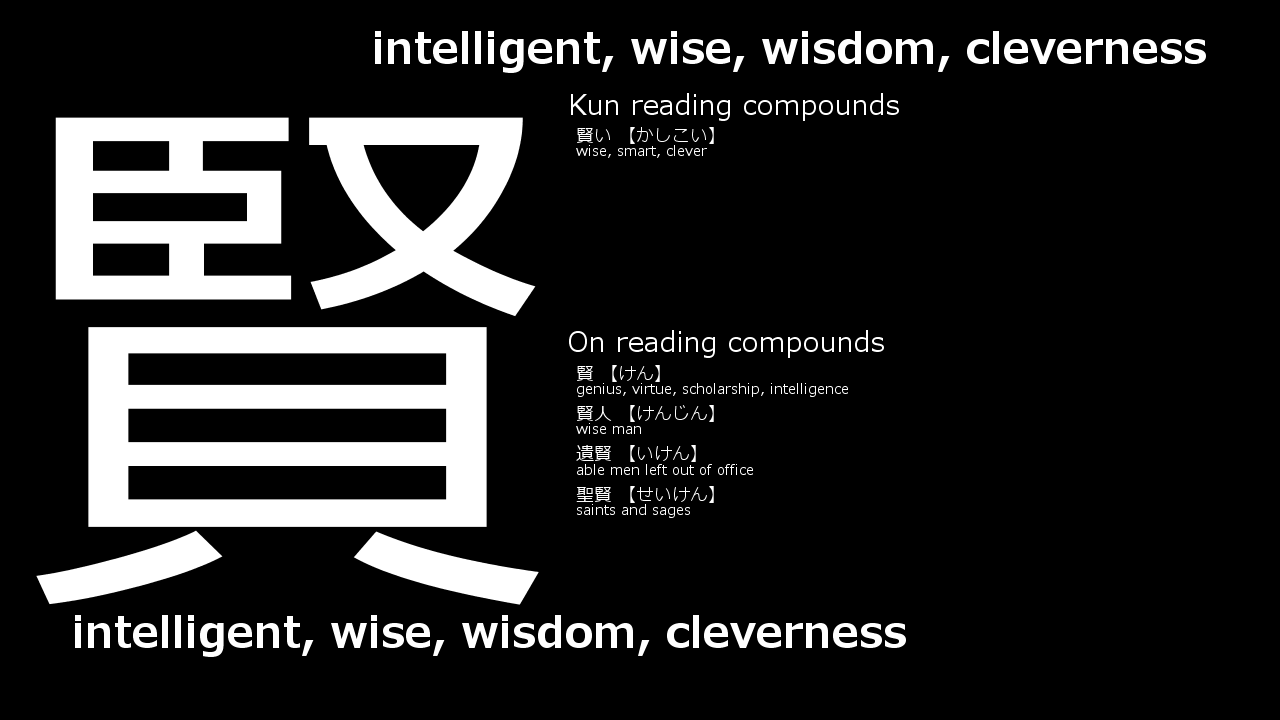 intelligent, wise, wisdom, cleverness
賢
Kun reading compounds
賢い 【かしこい】
wise, smart, clever
On reading compounds
賢 【けん】
genius, virtue, scholarship, intelligence
賢人 【けんじん】
wise man
遺賢 【いけん】
able men left out of office
聖賢 【せいけん】
saints and sages
intelligent, wise, wisdom, cleverness